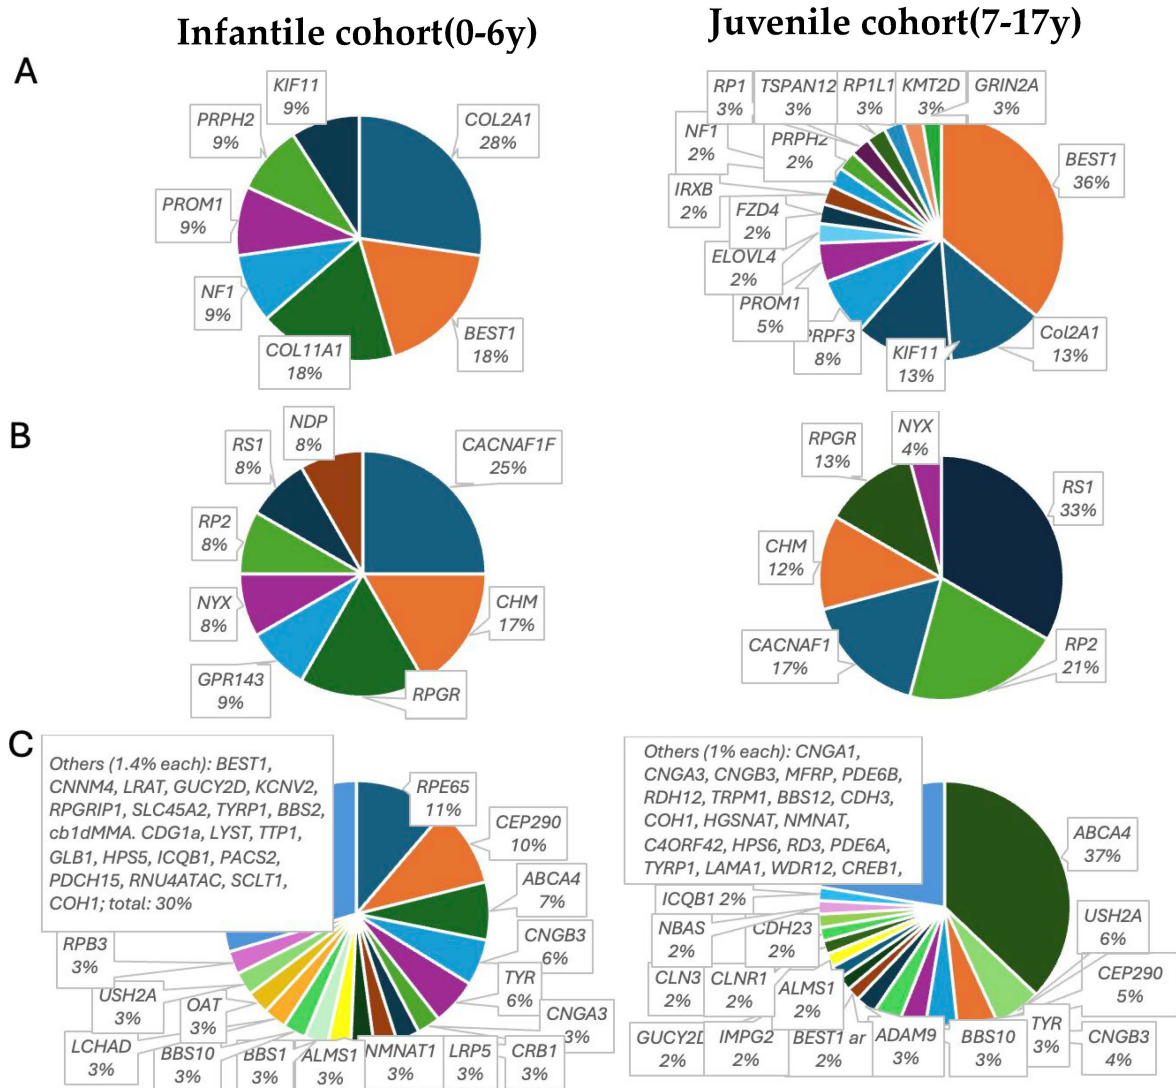 Infantile cohort(0-6y)
Juvenile cohort(7-17y)
A
KIF11
9%
PRPH2
9%
COL2A1
28%
PROM1
9%
NF1
9%
COL11A1
18%
BEST1
18%
RP1
3%
TSPAN12
3%
RP1L1
3%
KMT2D
3%
GRIN2A
3%
NF1
2%
PRPH2
2%
BEST1
36%
IRXB
2%
FZD4
2%
ELOVL4
2%
PROM1
5%
PRPF3
8%
KIF11
13%
Col2A1
13%
B
NDP
8%
RS1
8%
CACNAF1F
25%
RP2
8%
NYX
8%
GPR143
9%
RPGR
CHM
17%
RPGR
13%
NYX
4%
RS1
33%
CHM
12%
CACNAF1
17%
RP2
21%
C
Others (1.4% each): BEST1,
CNNM4, LRAT, GUCY2D, KCNV2,
RPGRIP1, SLC45A2, TYRP1, BBS2,
cb1dMMA. CDG1a, LYST, TTP1,
GLB1, HPS5, ICQB1, PACS2,
PDCH15, RNU4ATAC, SCLT1,
COH1; total: 30%
RPE65
11%
CEP290
10%
ABCA4
7%
CNGB3
6%
TYR
6%
CNGA3
3%
RPB3
3%
USH2A
3%
OAT
3%
LCHAD
3%
BBS10
3%
BBS1
3%
ALMS1
3%
NMNAT1
3%
LRP5
3%
CRB1
3%
Others (1% each): CNGA1,
CNGA3, CNGB3, MFRP, PDE6B,
RDH12, TRPM1, BBS12, CDH3,
COH1, HGSNAT, NMNAT,
C4ORF42, HPS6, RD3, PDE6A,
TYRP1, LAMA1, WDR12, CREB1,
ABCA4
37%
ICQB1 2%
NBAS
2%
CDH23
2%
USH2A
6%
CLN3
2%
CLNR1
2%
ALMS1
2%
CEP290
5%
GUCY2D
2%
IMPG2
2%
BEST1 ar
2%
ADAM9
3%
BBS10
3%
TYR
3%
CNGB3
4%